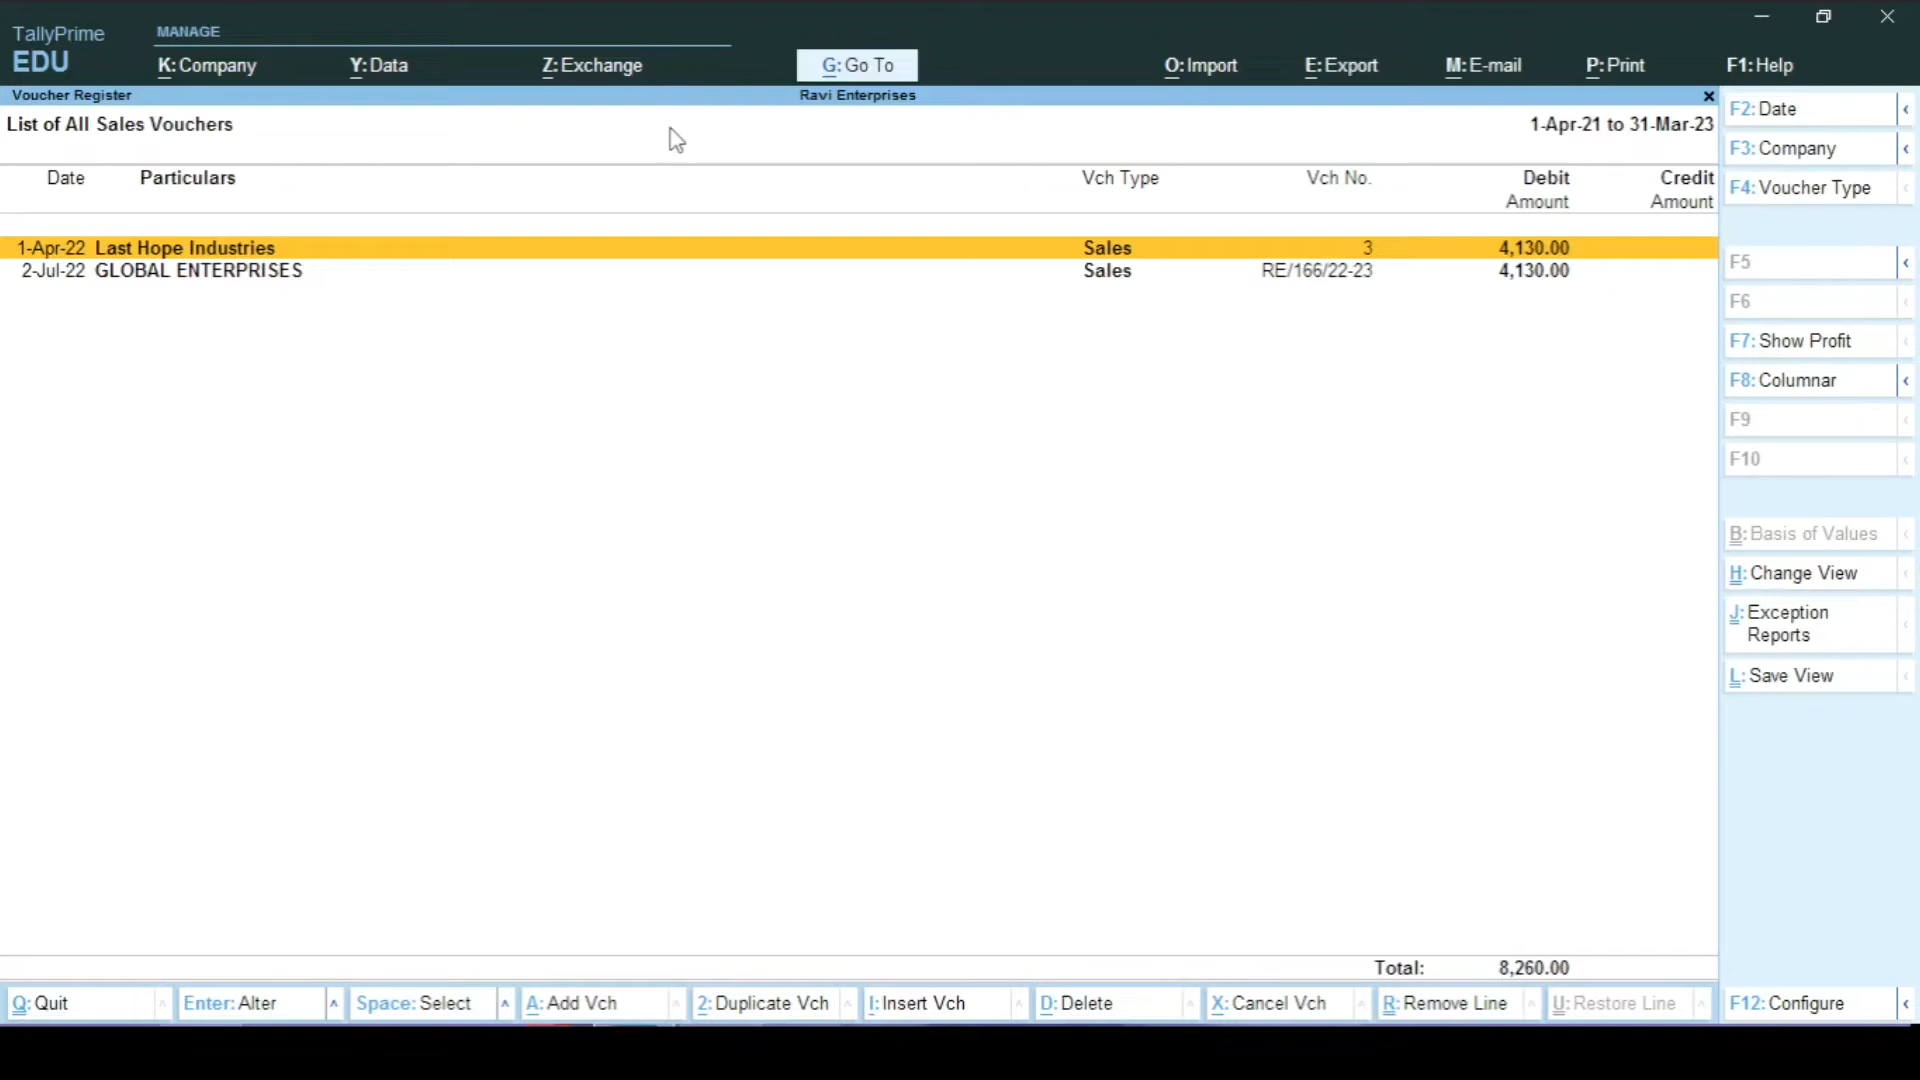 TallyPrime
EDU
MANAGE
K: Company
Y: Data
Z: Exchange
G: Go To
O: Import
E: Export
M: E-mail
P: Print
F1: Help
Voucher Register
Ravi Enterprises
List of All Sales Vouchers
1-Apr-21 to 31-Mar-23
Date Particulars Vch Type Vch No. Debit Credit
Amount Amount
1-Apr-22 Last Hope Industries Sales 3 4,130.00
2-Jul-22 GLOBAL ENTERPRISES Sales RE/166/22-23 4,130.00
Total: 8,260.00
F2: Date
F3: Company
F4: Voucher Type
F5
F6
F7: Show Profit
F8: Columnar
F9
F10
B: Basis of Values
H: Change View
J: Exception
Reports
L: Save View
Q: Quit
Enter: Alter
Space: Select
A: Add Vch
2: Duplicate Vch
I: Insert Vch
D: Delete
X: Cancel Vch
R: Remove Line
U: Restore Line
F12: Configure